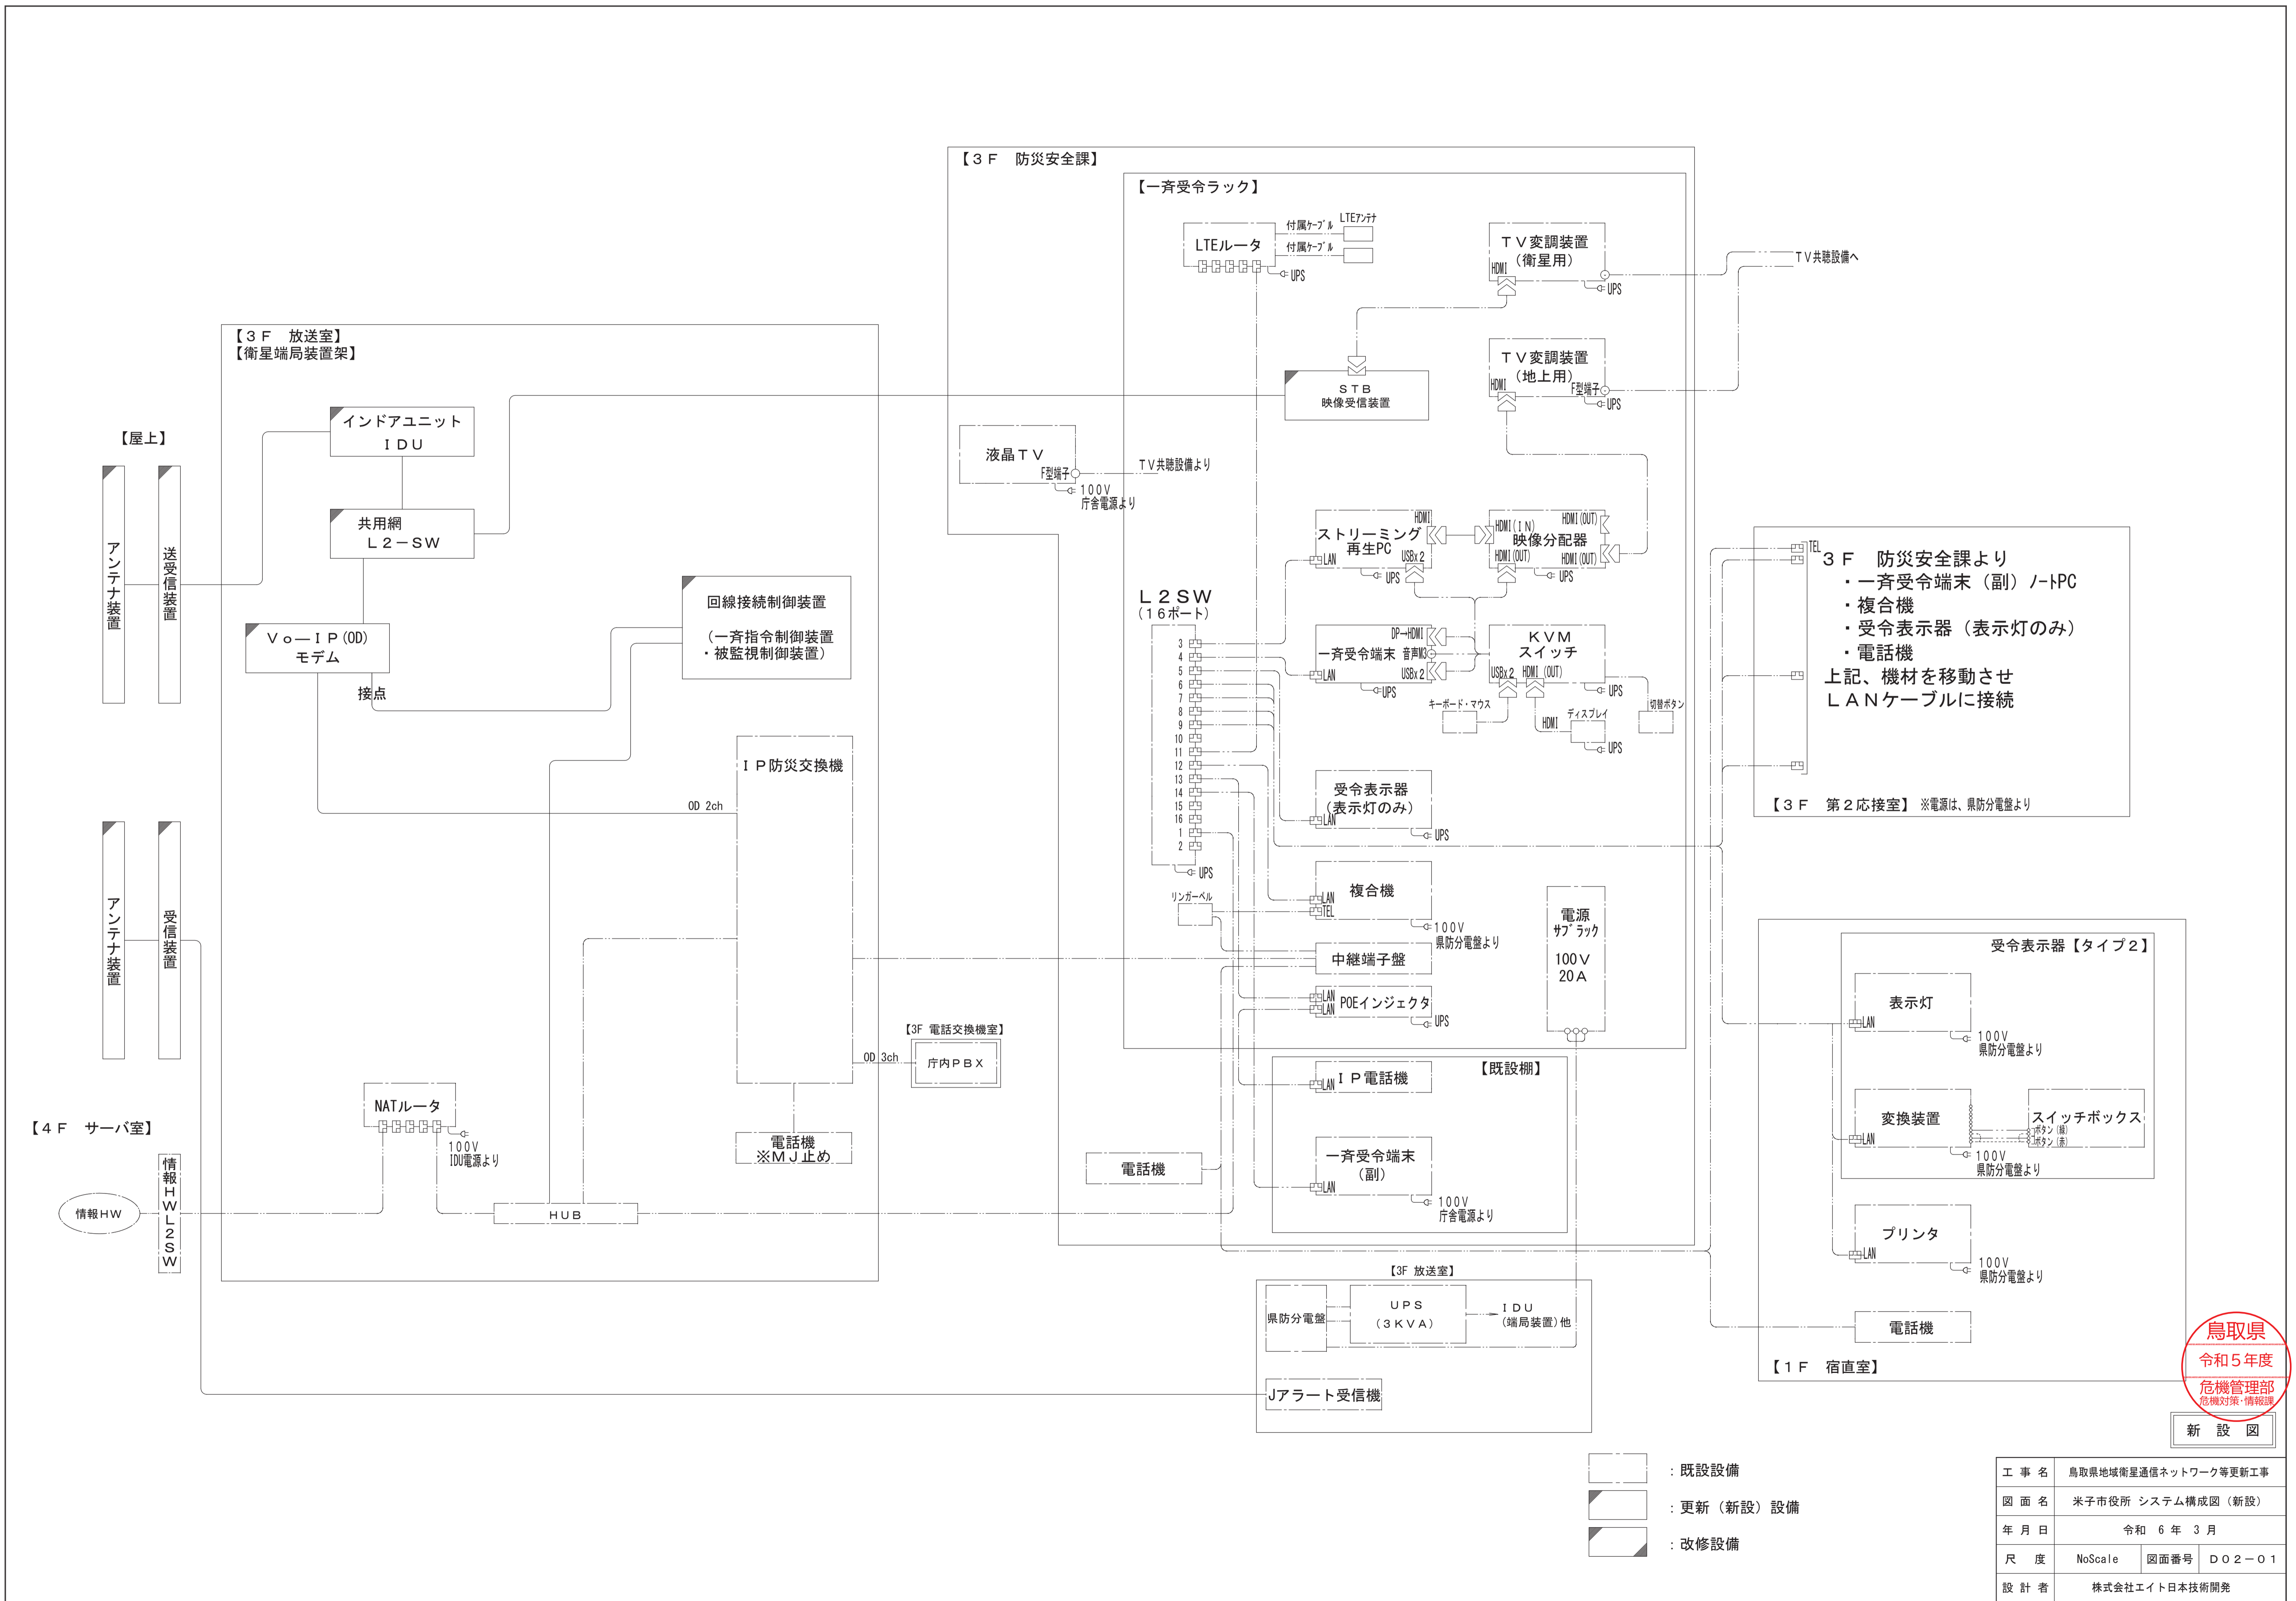 【3F 防災安全課】
【一斉受令ラック】
LTEルータ
付属ケーブル
LTEアンテナ
付属ケーブル
UPS
TV変調装置
(衛星用)
HDMI
UPS
TV共聴設備へ
TV変調装置
(地上用)
HDMI
F型端子
UPS
STB
映像受信装置
液晶TV
F型端子
TV共聴設備より
100V
庁舎電源より
【3F 放送室】
【衛星端局装置架】
インドアユニット
IDU
共用網
L2-SW
Vo―IP(OD)
モデム
接点
回線接続制御装置
(一斉指令制御装置
・被監視制御装置)
IP防災交換機
OD 2ch
OD 3ch
【3F 電話交換機室】
庁内PBX
電話機
※MJ止め
NATルータ
100V
IDU電源より
HUB
【屋上】
アンテナ装置
送受信装置
アンテナ装置
受信装置
【4F サーバ室】
情報HW
情報HWL2SW
ストリーミング
再生PC
HDMI
LAN
USBx2
UPS
HDMI(IN)
HDMI(OUT)
映像分配器
HDMI(OUT)
HDMI(OUT)
UPS
L2SW
(16ポート)
3
4
5
6
7
8
9
10
11
12
13
14
15
16
1
2
UPS
一斉受令端末
DP→HDMI
音声M3
USBx2
LAN
UPS
KVM
スイッチ
USBx2
HDMI (OUT)
UPS
キーボード・マウス
HDMI
ディスプレイ
UPS
切替ボタン
受令表示器
(表示灯のみ)
LAN
UPS
複合機
LAN
TEL
100V
県防分電盤より
リンガーベル
中継端子盤
LAN
LAN
POEインジェクタ
UPS
電源
サブラック
100V
20A
【既設棚】
IP電話機
LAN
一斉受令端末
(副)
LAN
100V
庁舎電源より
電話機
【3F 放送室】
県防分電盤
UPS
(3KVA)
IDU
(端局装置)他
Jアラート受信機
TEL
3F 防災安全課より
・一斉受令端末(副)ノートPC
・複合機
・受令表示器(表示灯のみ)
・電話機
上記、機材を移動させ
LANケーブルに接続
【3F 第2応接室】※電源は、県防分電盤より
受令表示器【タイプ2】
表示灯
LAN
100V
県防分電盤より
変換装置
LAN
100V
県防分電盤より
スイッチボックス
ボタン(緑)
ボタン(赤)
プリンタ
LAN
100V
県防分電盤より
電話機
【1F 宿直室】
鳥取県
令和5年度
危機管理部
危機対策・情報課
新設図
:既設設備
:更新(新設)設備
:改修設備
工事名 鳥取県地域衛星通信ネットワーク等更新工事
図面名 米子市役所 システム構成図(新設)
年月日 令和 6 年 3 月
尺度 NoScale 図面番号 D02-01
設計者 株式会社エイト日本技術開発